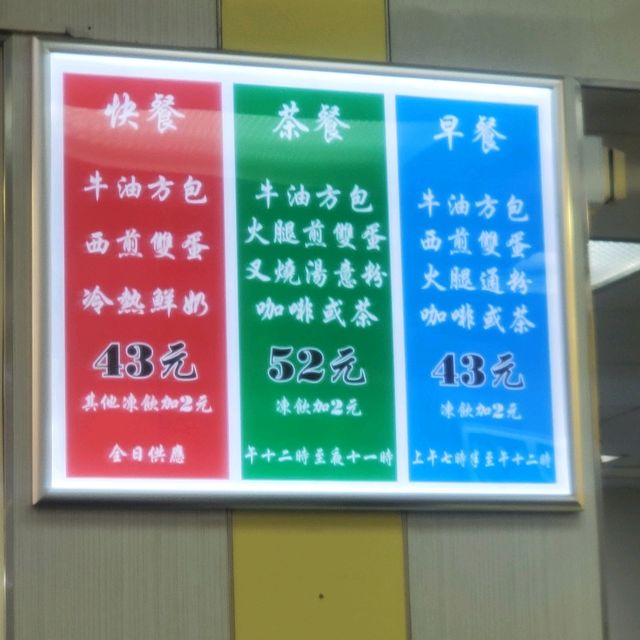 快餐
牛油方包
西煎雙蛋
冷熱鮮奶
43元
其他凍飲加2元
全日供應
茶餐
牛油方包
火腿煎雙蛋
叉燒湯意粉
咖啡或茶
52元
凍飲加2元
午十二時至夜十一時
早餐
牛油方包
西煎雙蛋
火腿通粉
咖啡或茶
43元
凍飲加2元
上午七時半至午十二時